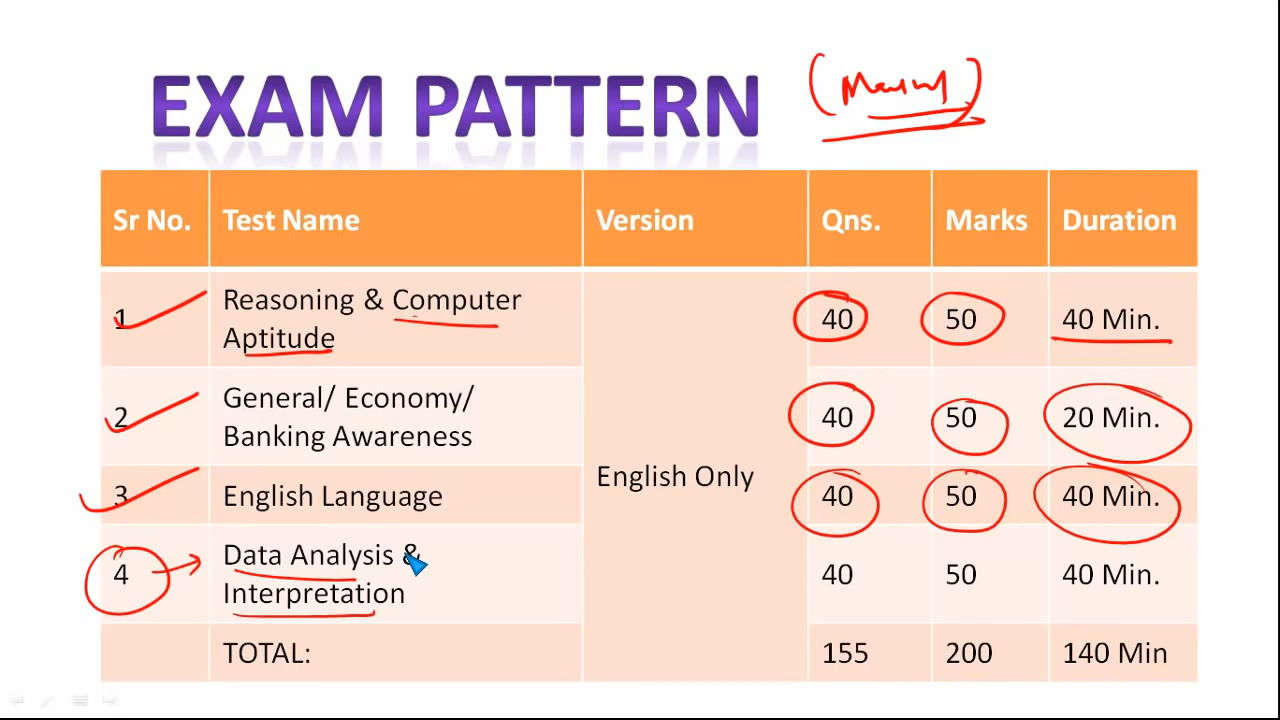 EXAM PATTERN
Sr No. Test Name Version Qns. Marks Duration
1 Reasoning & Computer Aptitude 40 50 40 Min.
2 General/ Economy/ Banking Awareness 40 50 20 Min.
3 English Language 40 50 40 Min.
English Only
4 Data Analysis & Interpretation 40 50 40 Min.
TOTAL: 155 200 140 Min